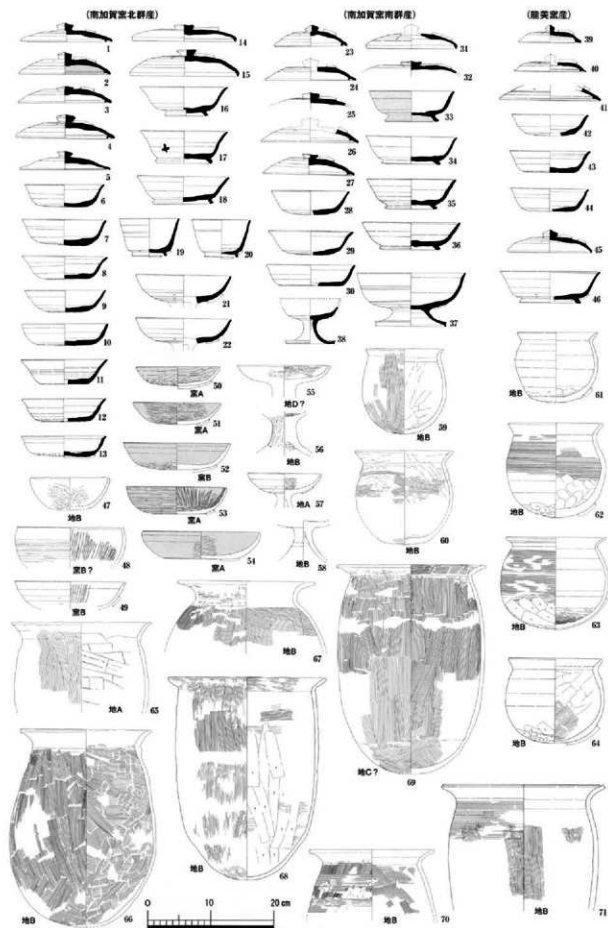 (南加賀窯北群産) (南加賀窯南群産) (能美窯産)
1 14 23 31 39
2 15 24 32 40
3 16 25 33 41
4 17 26 34 42
5 18 27 35 43
6 28 44
7 19 20 29 36 45
8 21 30 37 46
9 22 38
10
11 50 窯A 55 地D? 59 地B 61 地B
12 51 窯A 56 地B
13 52 窯B 57 地A 60 地B 62 地B
47 地B 53 窯A 58 地B
48 窯B? 54 窯A
49 窯B 63 地B
65 地A 67 地B 64 地B
66 地B 68 地B 69 地C? 70 地B 71 地B
0 10 20cm